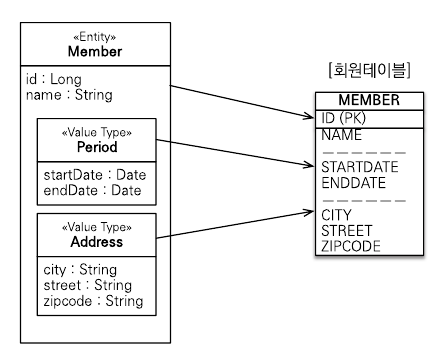 «Entity»
Member
id : Long
name : String
«Value Type»
Period
startDate : Date
endDate : Date
«Value Type»
Address
city : String
street : String
zipcode : String
[회원테이블]
MEMBER
ID (PK)
NAME
STARTDATE
ENDDATE
CITY
STREET
ZIPCODE